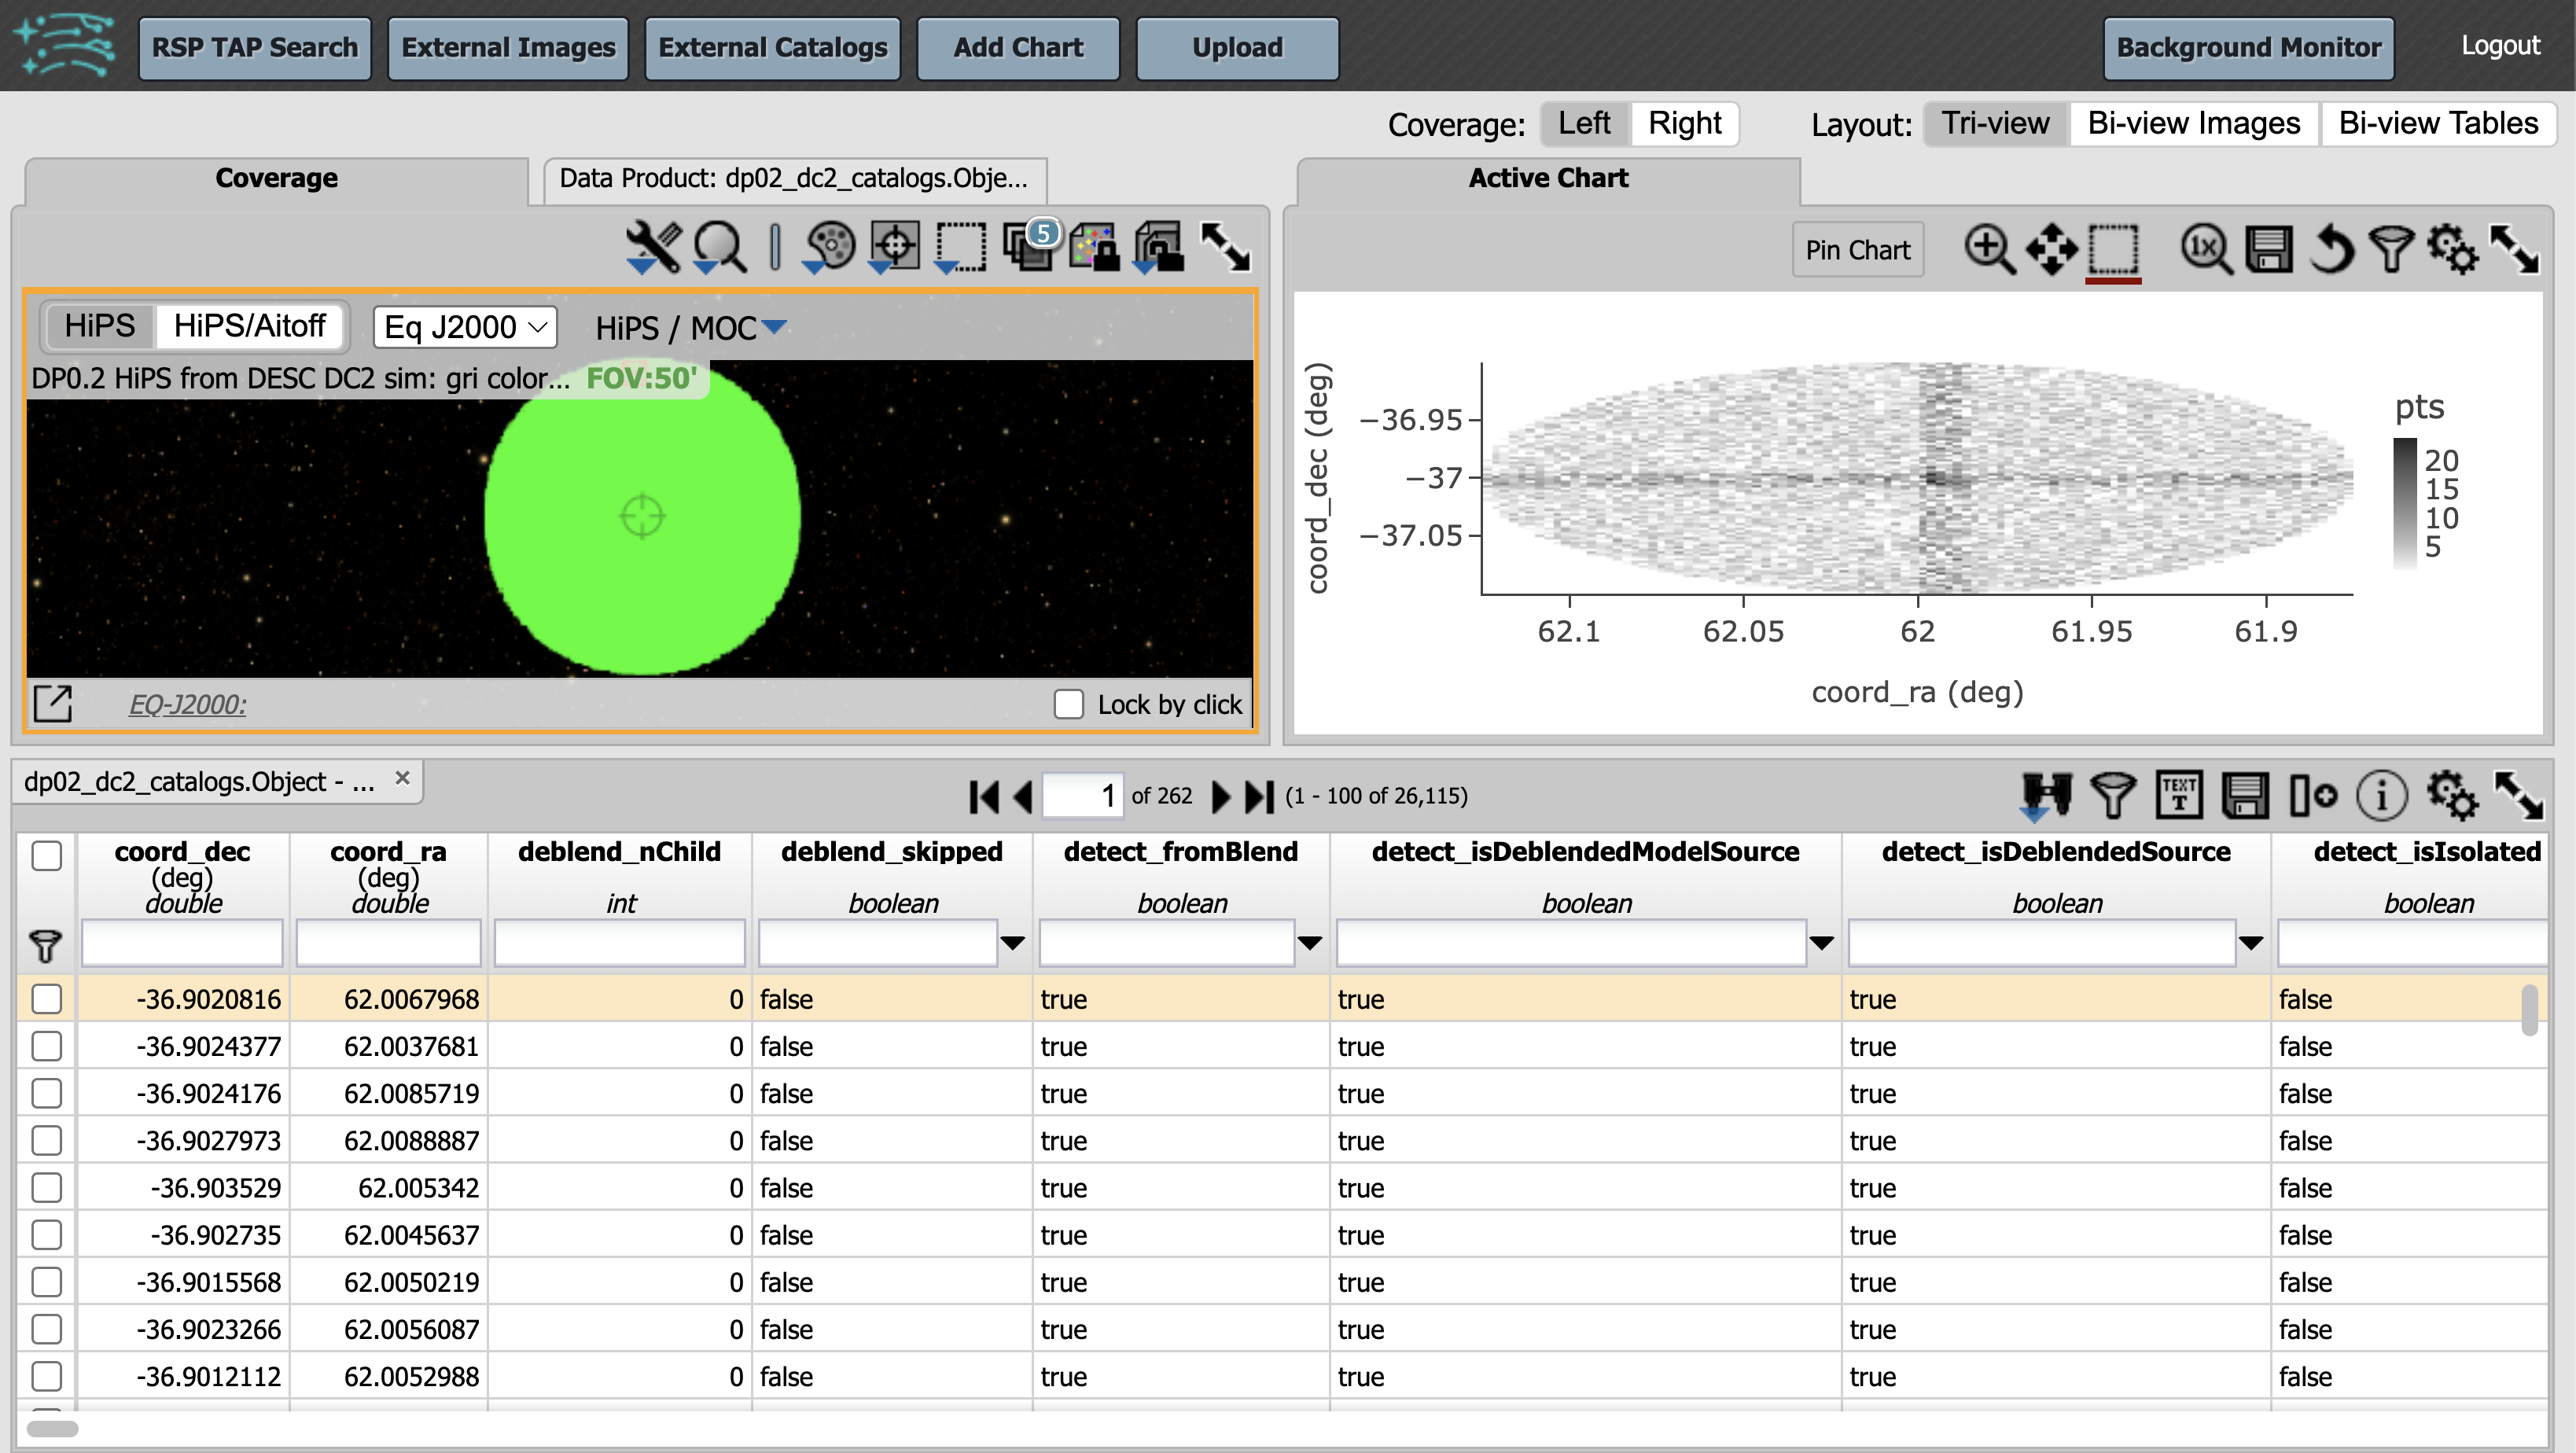 RSP TAP Search External Images External Catalogs Add Chart Upload Background Monitor Logout
Coverage: Left Right Layout: Tri-view Bi-view Images Bi-view Tables
Coverage Data Product: dp02_dc2_catalogs.Obje... Active Chart
5
Pin Chart 1x
HiPS HiPS/Aitoff Eq J2000 HiPS / MOC
DP0.2 HiPS from DESC DC2 sim: gri color... FOV:50'
EQ-J2000: Lock by click
coord_dec (deg)
−36.95
−37
−37.05
62.1 62.05 62 61.95 61.9
coord_ra (deg)
pts
20
15
10
5
dp02_dc2_catalogs.Object - ... × 1 of 262 (1 - 100 of 26,115) TEXT T i
coord_dec coord_ra deblend_nChild deblend_skipped detect_fromBlend detect_isDeblendedModelSource detect_isDeblendedSource detect_isIsolated
(deg) (deg)
double double int boolean boolean boolean boolean boolean
-36.9020816 62.0067968 0 false true true true false
-36.9024377 62.0037681 0 false true true true false
-36.9024176 62.0085719 0 false true true true false
-36.9027973 62.0088887 0 false true true true false
-36.903529 62.005342 0 false true true true false
-36.902735 62.0045637 0 false true true true false
-36.9015568 62.0050219 0 false true true true false
-36.9023266 62.0056087 0 false true true true false
-36.9012112 62.0052988 0 false true true true false